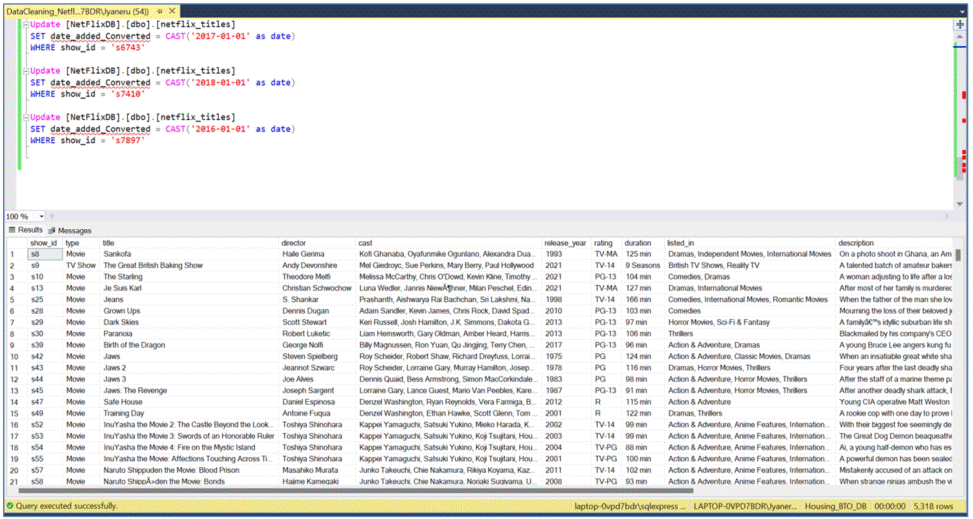 DataCleaning_Netfl...7BDR\Jyaneru (54))
Update [NetFlixDB].[dbo].[netflix_titles]
SET date_added_Converted = CAST('2017-01-01' as date)
WHERE show_id = 's6743'
Update [NetFlixDB].[dbo].[netflix_titles]
SET date_added_Converted = CAST('2018-01-01' as date)
WHERE show_id = 's7410'
Update [NetFlixDB].[dbo].[netflix_titles]
SET date_added_Converted = CAST('2016-01-01' as date)
WHERE show_id = 's7897'
100 %
Results Messages
show_id type title director cast release_year rating duration listed_in description
1 s8 Movie Sankofa Haile Gerima Kofi Ghanaba, Oyafunmike Ogunlano, Alexandra Dua... 1993 TV-MA 125 min Dramas, Independent Movies, International Movies On a photo shoot in Ghana, an Am
2 s9 TV Show The Great British Baking Show Andy Devonshire Mel Giedroyc, Sue Perkins, Mary Berry, Paul Hollywood 2021 TV-14 9 Seasons British TV Shows, Reality TV A talented batch of amateur bakers
3 s10 Movie The Starling Theodore Melfi Melissa McCarthy, Chris O'Dowd, Kevin Kline, Timothy ... 2021 PG-13 104 min Comedies, Dramas A woman adjusting to life after a los
4 s13 Movie Je Suis Karl Christian Schwochow Luna Wedler, Jannis NiewÃ¶hner, Milan Peschel, Edin... 2021 TV-MA 127 min Dramas, International Movies After most of her family is murdered
5 s25 Movie Jeans S. Shankar Prashanth, Aishwarya Rai Bachchan, Sri Lakshmi, Na... 1998 TV-14 166 min Comedies, International Movies, Romantic Movies When the father of the man she lov
6 s28 Movie Grown Ups Dennis Dugan Adam Sandler, Kevin James, Chris Rock, David Spad... 2010 PG-13 103 min Comedies Mourning the loss of their beloved j
7 s29 Movie Dark Skies Scott Stewart Keri Russell, Josh Hamilton, J.K. Simmons, Dakota G... 2013 PG-13 97 min Horror Movies, Sci-Fi & Fantasy A familyâ€™s idyllic suburban life sh
8 s30 Movie Paranoia Robert Luketic Liam Hemsworth, Gary Oldman, Amber Heard, Harris... 2013 PG-13 106 min Thrillers Blackmailed by his company's CEO
9 s39 Movie Birth of the Dragon George Nolfi Billy Magnussen, Ron Yuan, Qu Jingjing, Terry Chen, ... 2017 PG-13 96 min Action & Adventure, Dramas A young Bruce Lee angers kung fu
10 s42 Movie Jaws Steven Spielberg Roy Scheider, Robert Shaw, Richard Dreyfuss, Lorrai... 1975 PG 124 min Action & Adventure, Classic Movies, Dramas When an insatiable great white sha
11 s43 Movie Jaws 2 Jeannot Szwarc Roy Scheider, Lorraine Gary, Murray Hamilton, Josep... 1978 PG 116 min Dramas, Horror Movies, Thrillers Four years after the last deadly sha
12 s44 Movie Jaws 3 Joe Alves Dennis Quaid, Bess Armstrong, Simon MacCorkindale... 1983 PG 98 min Action & Adventure, Horror Movies, Thrillers After the staff of a marine theme pa
13 s45 Movie Jaws: The Revenge Joseph Sargent Lorraine Gary, Lance Guest, Mario Van Peebles, Kare... 1987 PG-13 91 min Action & Adventure, Horror Movies, Thrillers After another deadly shark attack, E
14 s47 Movie Safe House Daniel Espinosa Denzel Washington, Ryan Reynolds, Vera Farmiga, B... 2012 R 115 min Action & Adventure Young CIA operative Matt Weston
15 s49 Movie Training Day Antoine Fuqua Denzel Washington, Ethan Hawke, Scott Glenn, Tom ... 2001 R 122 min Dramas, Thrillers A rookie cop with one day to prove
16 s52 Movie InuYasha the Movie 2: The Castle Beyond the Look... Toshiya Shinohara Kappei Yamaguchi, Satsuki Yukino, Mieko Harada, K... 2002 TV-14 99 min Action & Adventure, Anime Features, Internation... With their biggest foe seemingly de
17 s53 Movie InuYasha the Movie 3: Swords of an Honorable Ruler Toshiya Shinohara Kappei Yamaguchi, Satsuki Yukino, Koji Tsujitani, Hou... 2003 TV-14 99 min Action & Adventure, Anime Features, Internation... The Great Dog Demon beaqueathe
18 s54 Movie InuYasha the Movie 4: Fire on the Mystic Island Toshiya Shinohara Kappei Yamaguchi, Satsuki Yukino, Koji Tsujitani, Hou... 2004 TV-PG 88 min Action & Adventure, Anime Features, Internation... Ai, a young half-demon who has es
19 s55 Movie InuYasha the Movie: Affections Touching Across Ti... Toshiya Shinohara Kappei Yamaguchi, Satsuki Yukino, Koji Tsujitani, Hou... 2001 TV-PG 100 min Action & Adventure, Anime Features, Internation... A powerful demon has been sealed
20 s57 Movie Naruto Shippuden the Movie: Blood Prison Masahiko Murata Junko Takeuchi, Chie Nakamura, Rikiya Koyama, Kaz... 2011 TV-14 102 min Action & Adventure, Anime Features, Internation... Mistakenly accused of an attack on
21 s58 Movie Naruto ShippÃ»den the Movie: Bonds Hajime Kamegaki Junko Takeuchi, Chie Nakamura, Noriaki Sugiyama, U... 2008 TV-PG 93 min Action & Adventure, Anime Features, Internation... When strange ninjas ambush the vi
Query executed successfully. laptop-0vpd7bdr\sqlexpress ... LAPTOP-0VPD7BDR\Jyaneru ... Housing_BTO_DB 00:00:00 5,318 rows